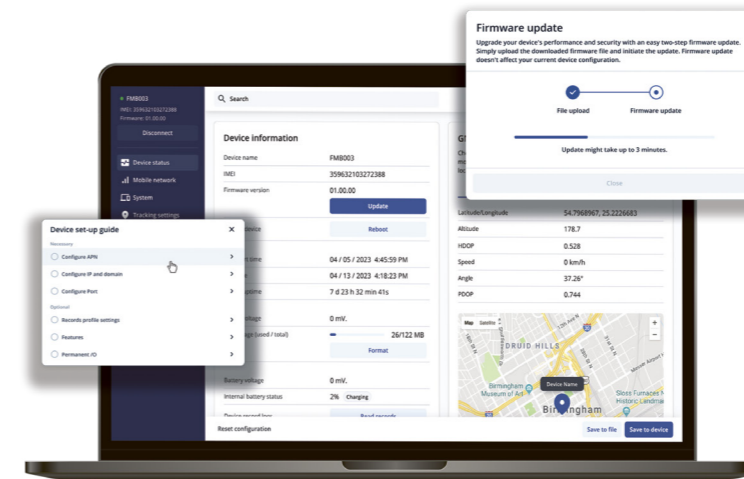 Firmware update
Upgrade your device's performance and security with an easy two-step firmware update.
Simply upload the downloaded firmware file and initiate the update. Firmware update
doesn't affect your current device configuration.
File upload
Firmware update
Update might take up to 3 minutes.
Close
FMB003
IMEI: 359632103272388
Firmware: 01.00.00
Disconnect
Device status
Mobile network
System
Tracking settings
Search
Device information
Device name FMB003
IMEI 359632103272388
Firmware version 01.00.00
Update
Reboot
04 / 05 / 2023 4:45:59 PM
04 / 13 / 2023 4:18:23 PM
7 d 23 h 32 min 41s
0 mV.
(used / total) 26/122 MB
Format
Battery voltage 0 mV.
Internal battery status 2% Charging
Read records
Reset configuration
Save to file
Save to device
Device set-up guide
Necessary
Configure APN
Configure IP and domain
Configure Port
Optional
Records profile settings
Features
Permanent I/O
Latitude/Longitude 54.7968967, 25.2226683
Altitude 178.7
HDOP 0.528
Speed 0 km/h
Angle 37.26°
PDOP 0.744
Map Satellite
12th Ave N
DRUID HILLS
Birmingham
Museum of Art
Device Name
Sloss Furnaces
Historic Landma
Birmingham